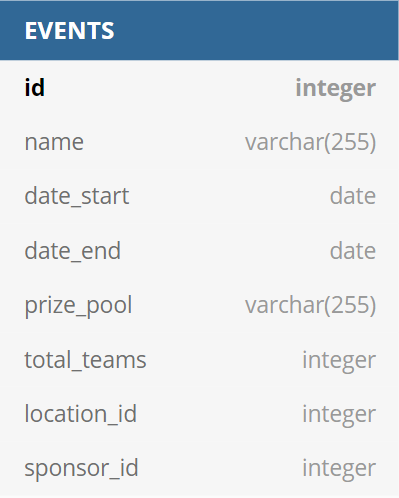 EVENTS
id integer
name varchar(255)
date_start date
date_end date
prize_pool varchar(255)
total_teams integer
location_id integer
sponsor_id integer